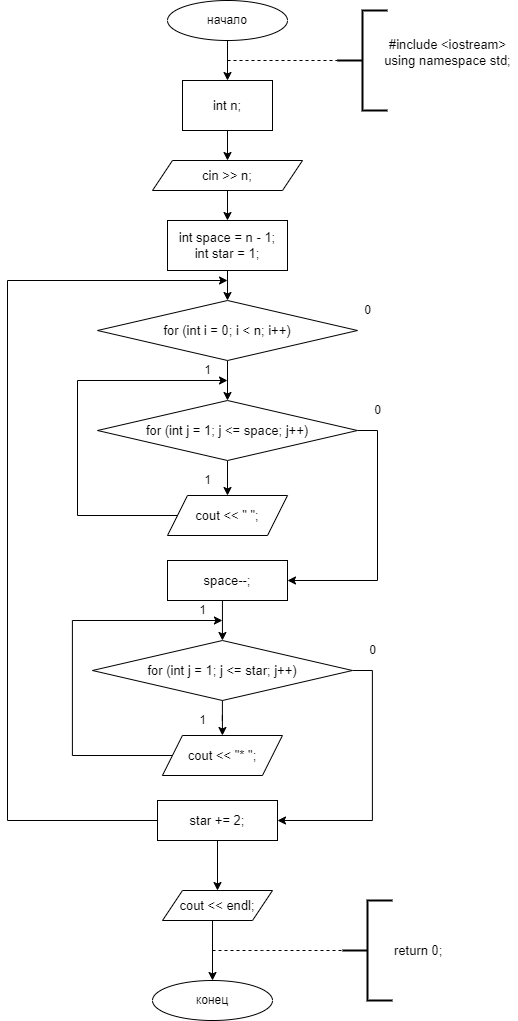 начало
#include <iostream>
using namespace std;
int n;
cin >> n;
int space = n - 1;
int star = 1;
for (int i = 0; i < n; i++)
0
1
for (int j = 1; j <= space; j++)
0
1
cout << " ";
space--;
1
for (int j = 1; j <= star; j++)
0
1
cout << "* ";
star += 2;
cout << endl;
return 0;
конец